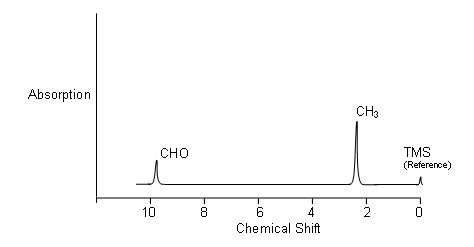 Absorption
CHO
CH₃
TMS
(Reference)
10 8 6 4 2 0
Chemical Shift